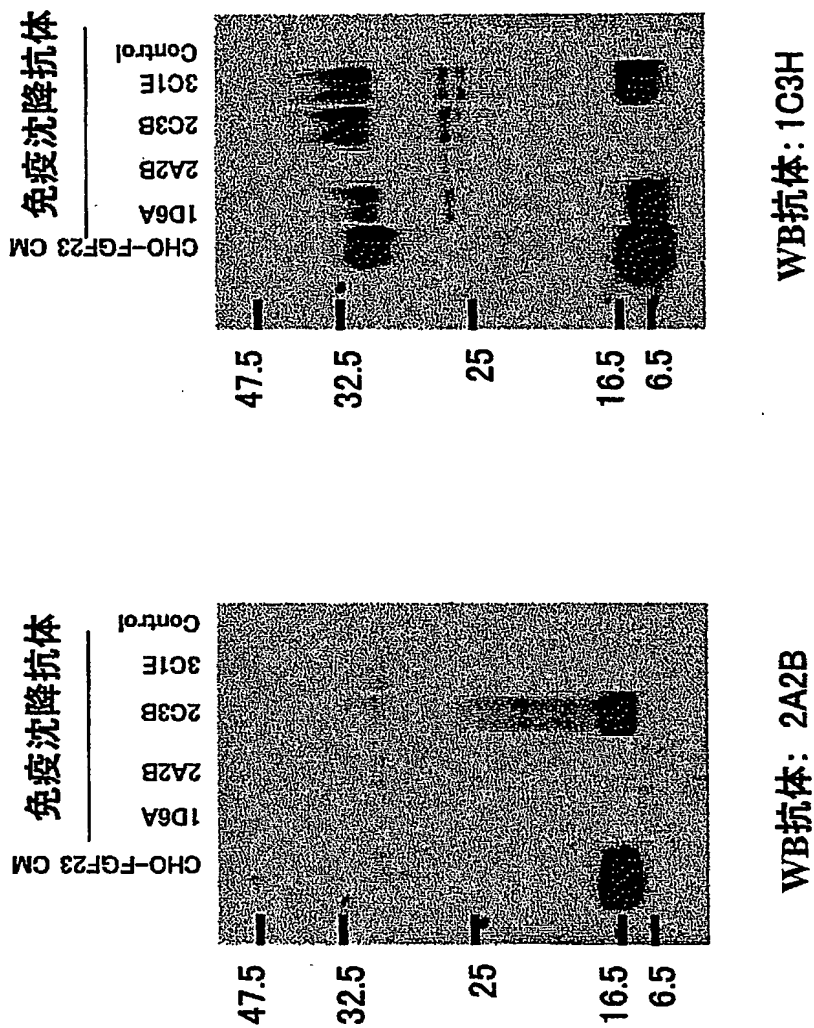 免疫沈降抗体
CHO-FGF23 CM
1D6A
2A2B
2C3B
3C1E
Control
47.5
32.5
25
16.5
6.5
WB抗体: 2A2B
免疫沈降抗体
CHO-FGF23 CM
1D6A
2A2B
2C3B
3C1E
Control
47.5
32.5
25
16.5
6.5
WB抗体: 1C3H